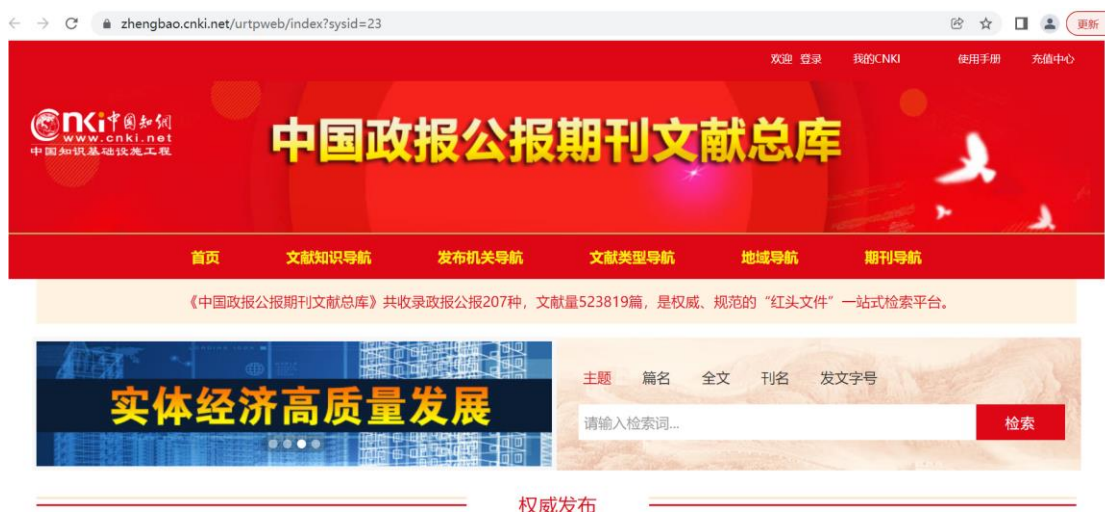 zhengbao.cnki.net/urtpweb/index?sysid=23
更新
欢迎 登录 我的CNKI 使用手册 充值中心
Cnki中国知网
www.cnki.net
中国知识基础设施工程
中国政报公报期刊文献总库
首页 文献知识导航 发布机关导航 文献类型导航 地域导航 期刊导航
《中国政报公报期刊文献总库》共收录政报公报207种，文献量523819篇，是权威、规范的“红头文件”一站式检索平台。
实体经济高质量发展
主题 篇名 全文 刊名 发文字号
请输入检索词...
检索
权威发布